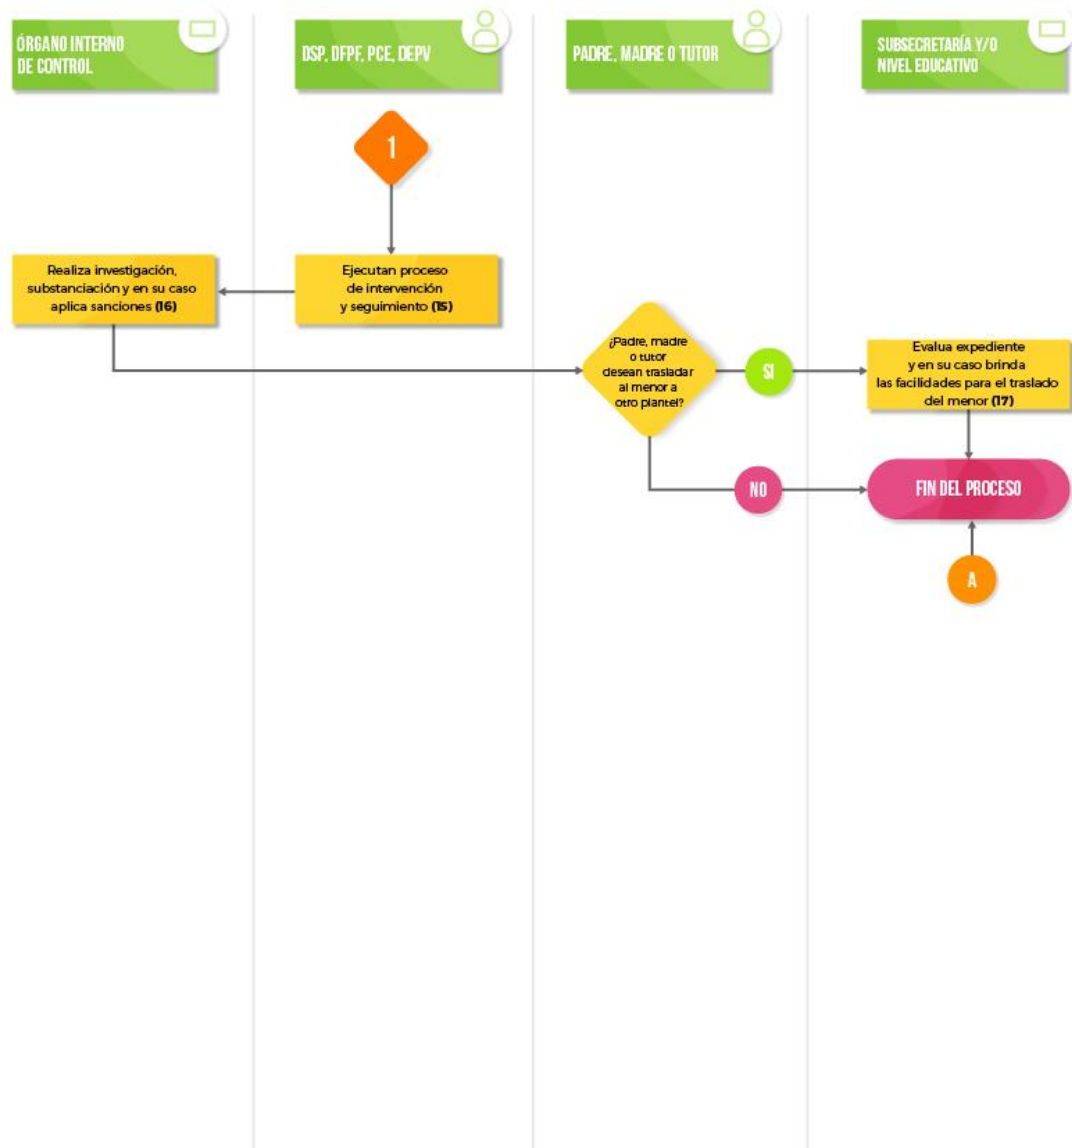 ÓRGANO INTERNO
DE CONTROL
DSP, DFPF, PCE, DEPV
PADRE, MADRE O TUTOR
SUBSECRETARÍA Y/O
NIVEL EDUCATIVO
1
Realiza investigación,
substanciación y en su caso
aplica sanciones (16)
Ejecutan proceso
de intervención
y seguimiento (15)
¿Padre, madre
o tutor
desean trasladar
al menor a
otro plantel?
SI
Evalua expediente
y en su caso brinda
las facilidades para el traslado
del menor (17)
NO
FIN DEL PROCESO
A